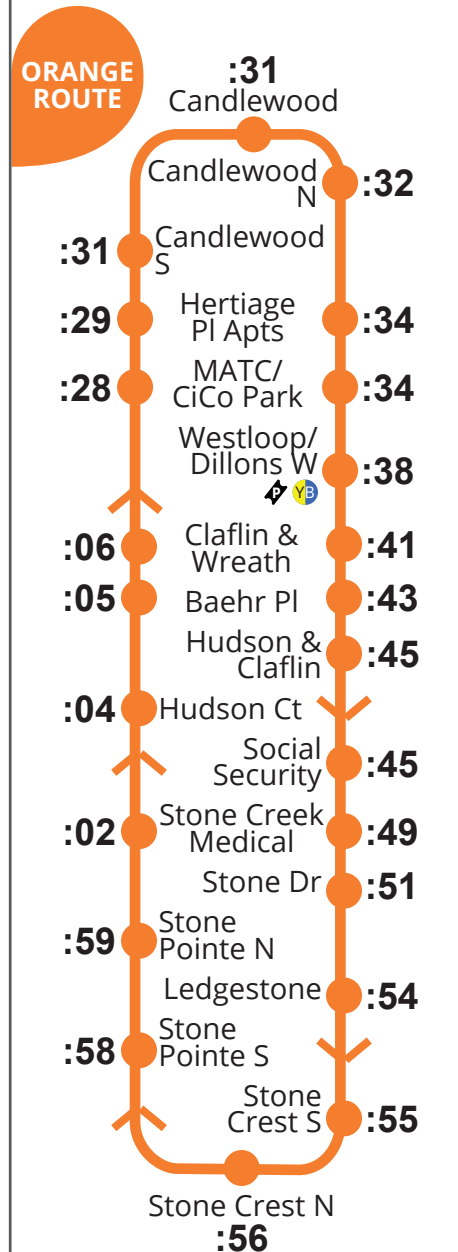 ORANGE
ROUTE
:31
Candlewood
Candlewood
N
:32
:31
Candlewood
S
:29
Hertiage
Pl Apts
:34
:28
MATC/
CiCo Park
:34
Westloop/
Dillons W
:38
P YB
:06
Claflin &
Wreath
:41
:05
Baehr Pl
:43
Hudson &
Claflin
:45
:04
Hudson Ct
Social
Security
:45
:02
Stone Creek
Medical
:49
Stone Dr
:51
:59
Stone
Pointe N
Ledgestone
:54
:58
Stone
Pointe S
Stone
Crest S
:55
Stone Crest N
:56